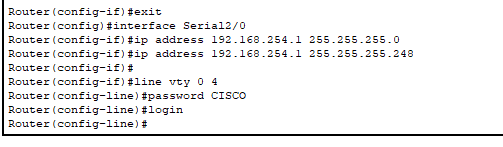 Router(config-if)#exit
Router(config)#interface Serial2/0
Router(config-if)#ip address 192.168.254.1 255.255.255.0
Router(config-if)#ip address 192.168.254.1 255.255.255.248
Router(config-if)#
Router(config-if)#line vty 0 4
Router(config-line)#password CISCO
Router(config-line)#login
Router(config-line)#